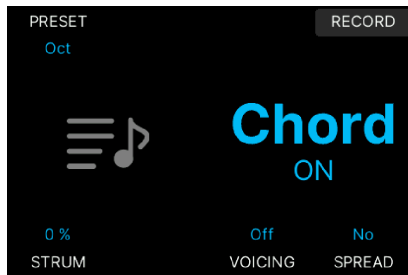 PRESET RECORD
Oct
Chord
ON
0 % Off No
STRUM VOICING SPREAD